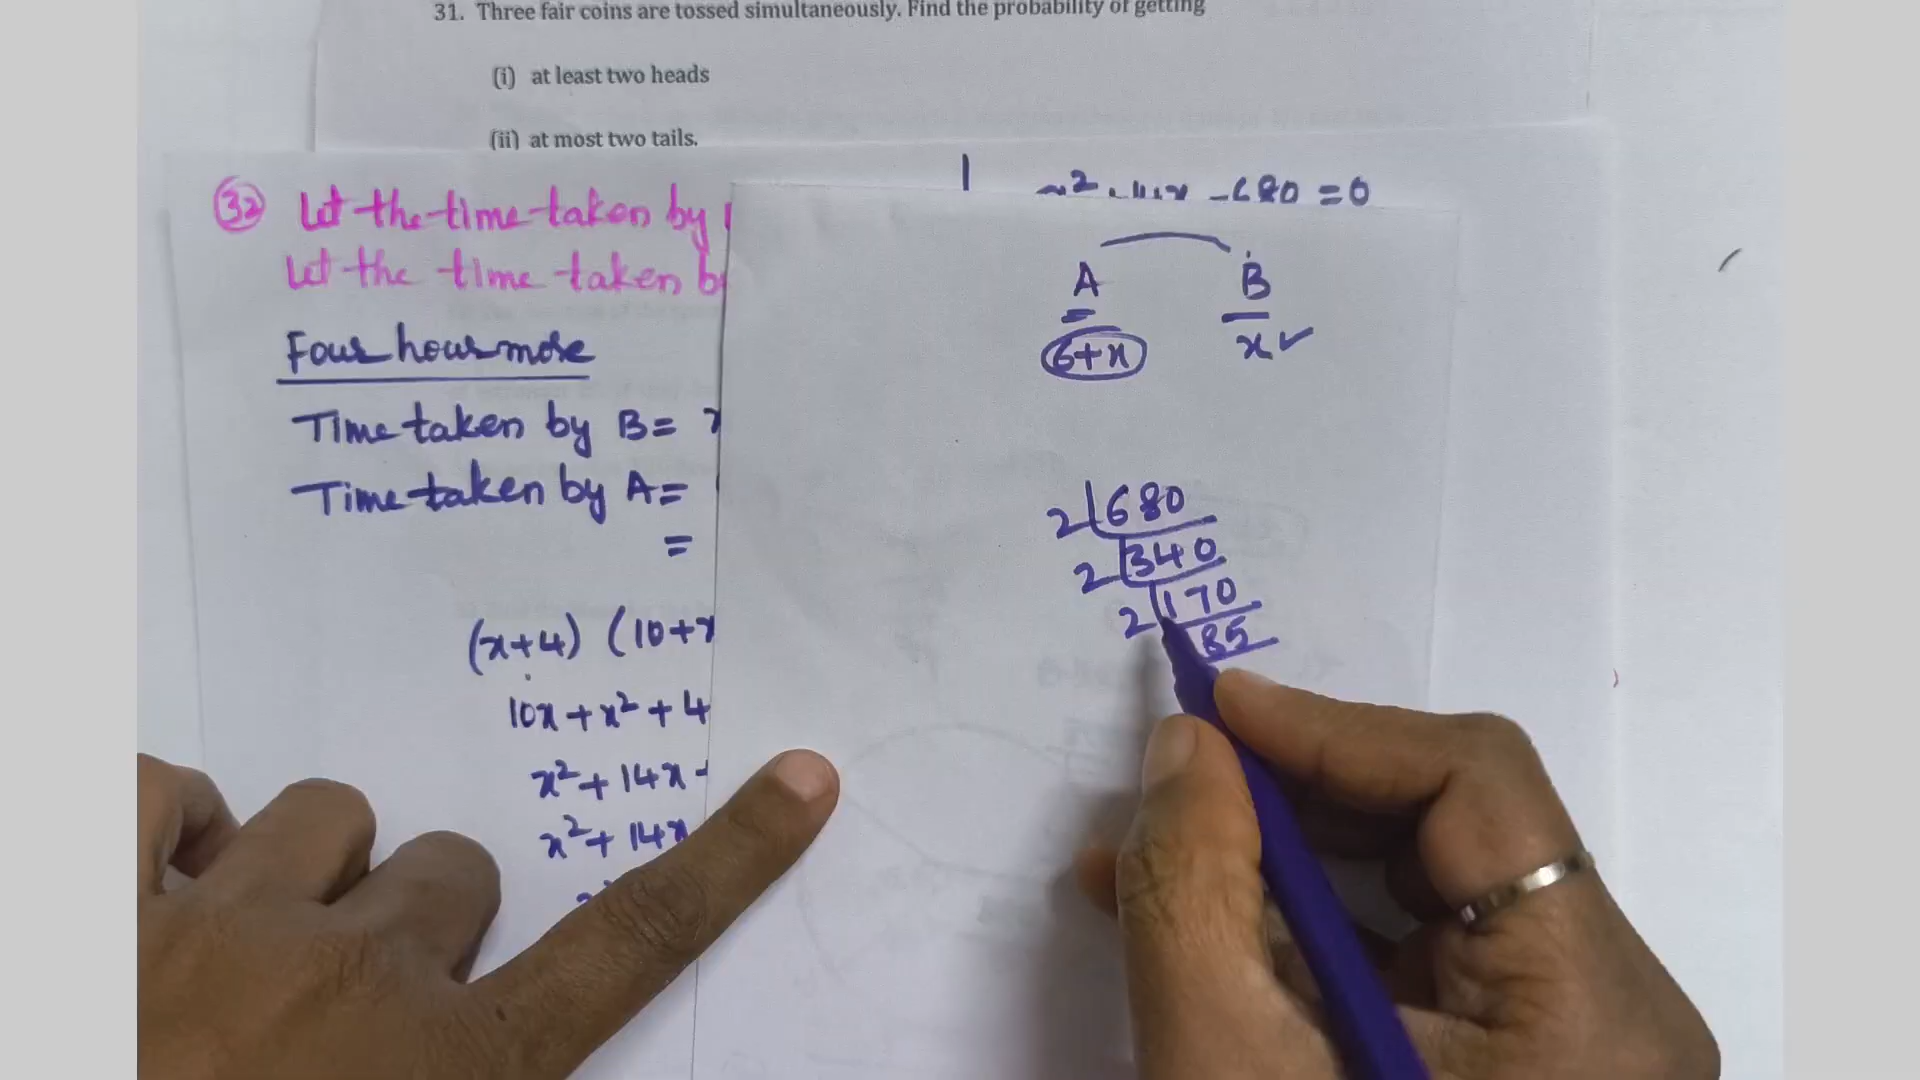 31. Three fair coins are tossed simultaneously. Find the probability of getting
(i) at least two heads
(ii) at most two tails.
32 Let the time taken by
Let the time taken
Four hour more
Time taken by B =
Time taken by A =
=
(x+4) (10+x
10x + x² + 4
x² + 14x -
x² + 14x
-680 = 0
A B
6+x x ✓
2 680
2 340
2 170
85